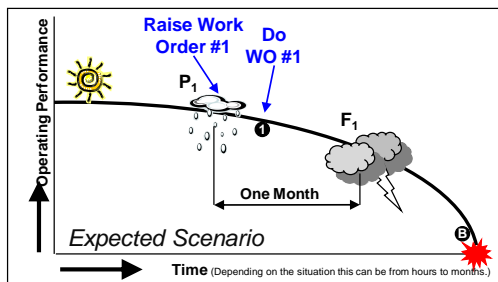 Raise Work
Order #1
Do
WO #1
Operating Performance
P1
1
F1
One Month
B
Expected Scenario
Time (Depending on the situation this can be from hours to months.)